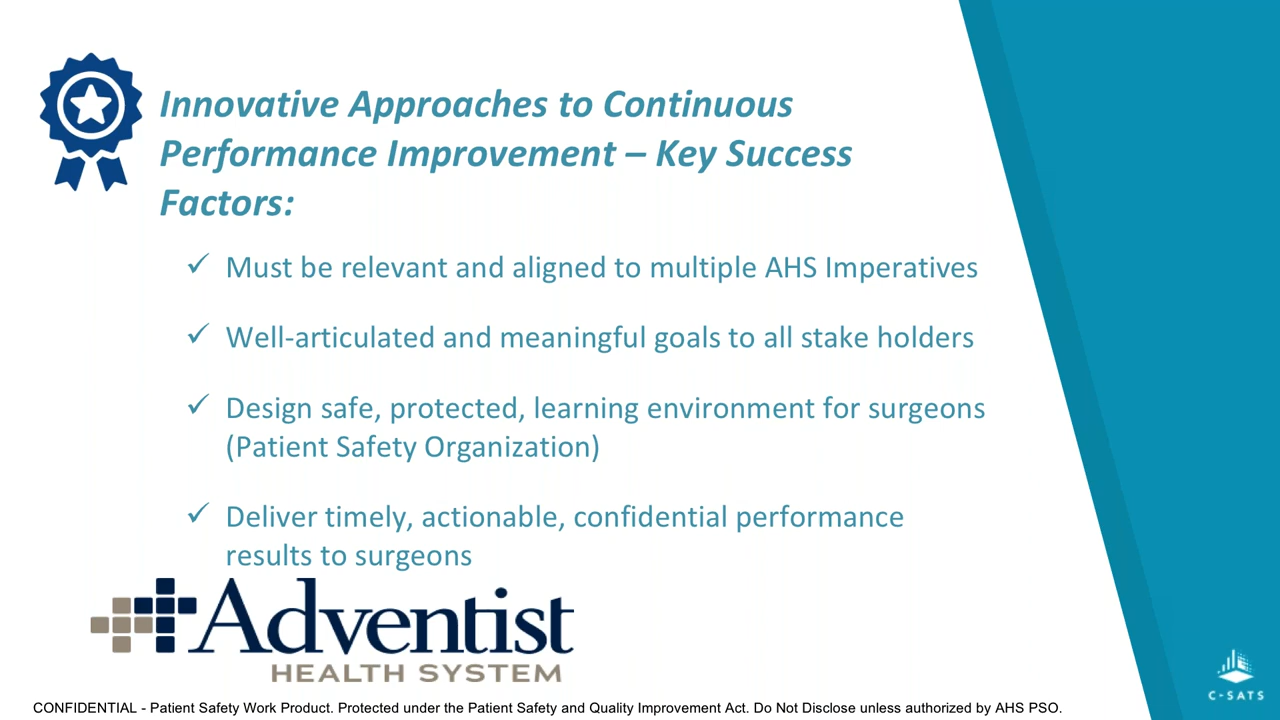 Innovative Approaches to Continuous
Performance Improvement – Key Success
Factors:
✓ Must be relevant and aligned to multiple AHS Imperatives
✓ Well-articulated and meaningful goals to all stake holders
✓ Design safe, protected, learning environment for surgeons
(Patient Safety Organization)
✓ Deliver timely, actionable, confidential performance
results to surgeons
Adventist
HEALTH SYSTEM
C-SATS
CONFIDENTIAL - Patient Safety Work Product. Protected under the Patient Safety and Quality Improvement Act. Do Not Disclose unless authorized by AHS PSO.